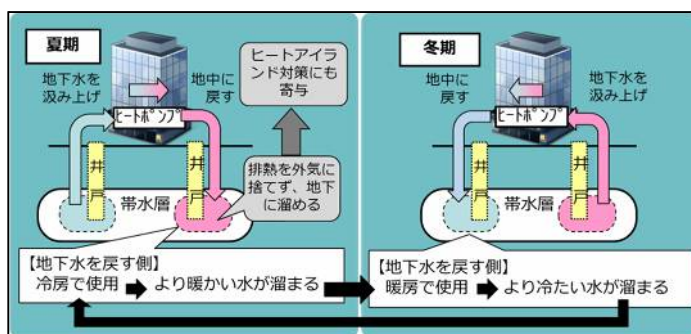 夏期
地下水を
汲み上げ
地中に
戻す
ヒートポンプ
井戸
井戸
帯水層
ヒートアイラ
ンド対策にも
寄与
排熱を外気に
捨てず、地下
に溜める
【地下水を戻す側】
冷房で使用 より暖かい水が溜まる
冬期
地中に
戻す
地下水を
汲み上げ
ヒートポンプ
井戸
井戸
帯水層
【地下水を戻す側】
暖房で使用 より冷たい水が溜まる